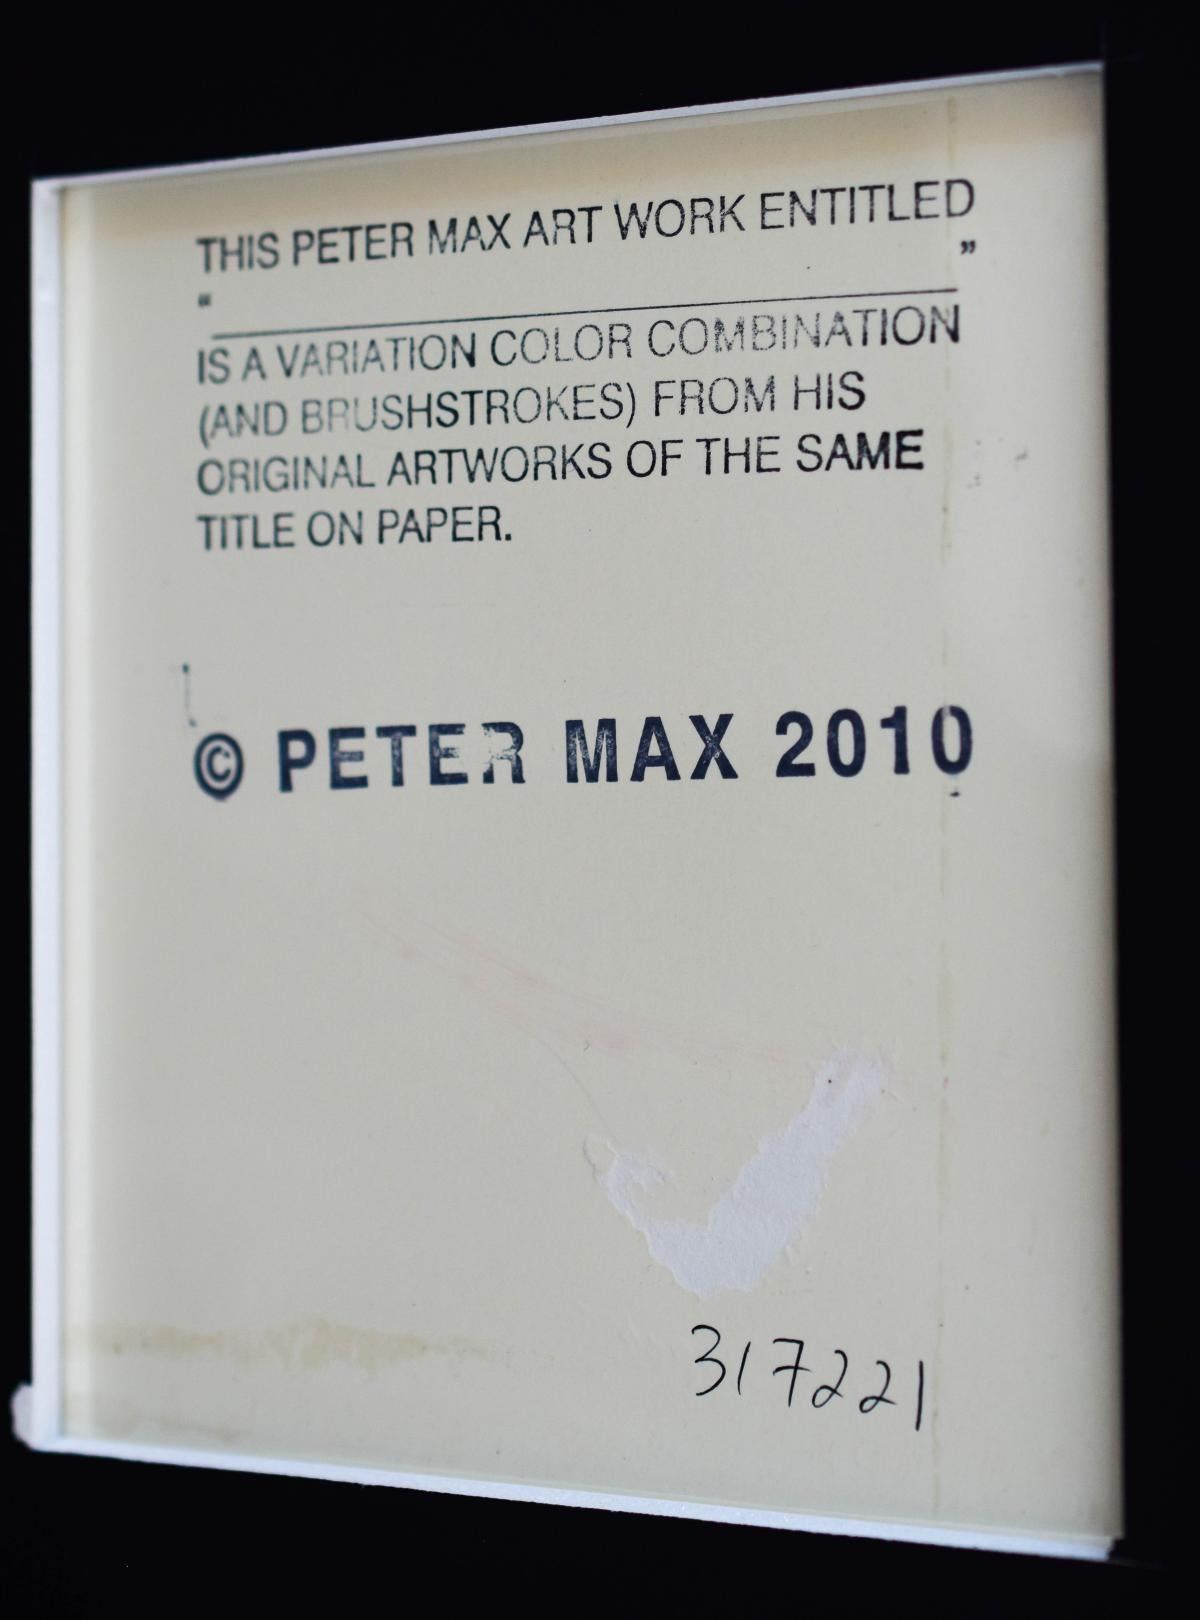 THIS PETER MAX ART WORK ENTITLED
“ ”
IS A VARIATION COLOR COMBINATION
(AND BRUSHSTROKES) FROM HIS
ORIGINAL ARTWORKS OF THE SAME
TITLE ON PAPER.
© PETER MAX 2010
317221